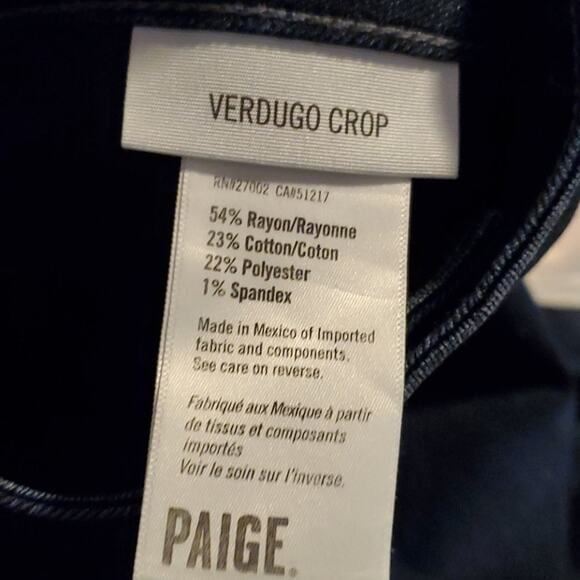 VERDUGO CROP
RN#27002 CA#51217
54% Rayon/Rayonne
23% Cotton/Coton
22% Polyester
1% Spandex
Made in Mexico of Imported
fabric and components.
See care on reverse.
Fabriqué aux Mexique à partir
de tissus et composants
importés
Voir le soin sur l'inverse.
PAIGE.